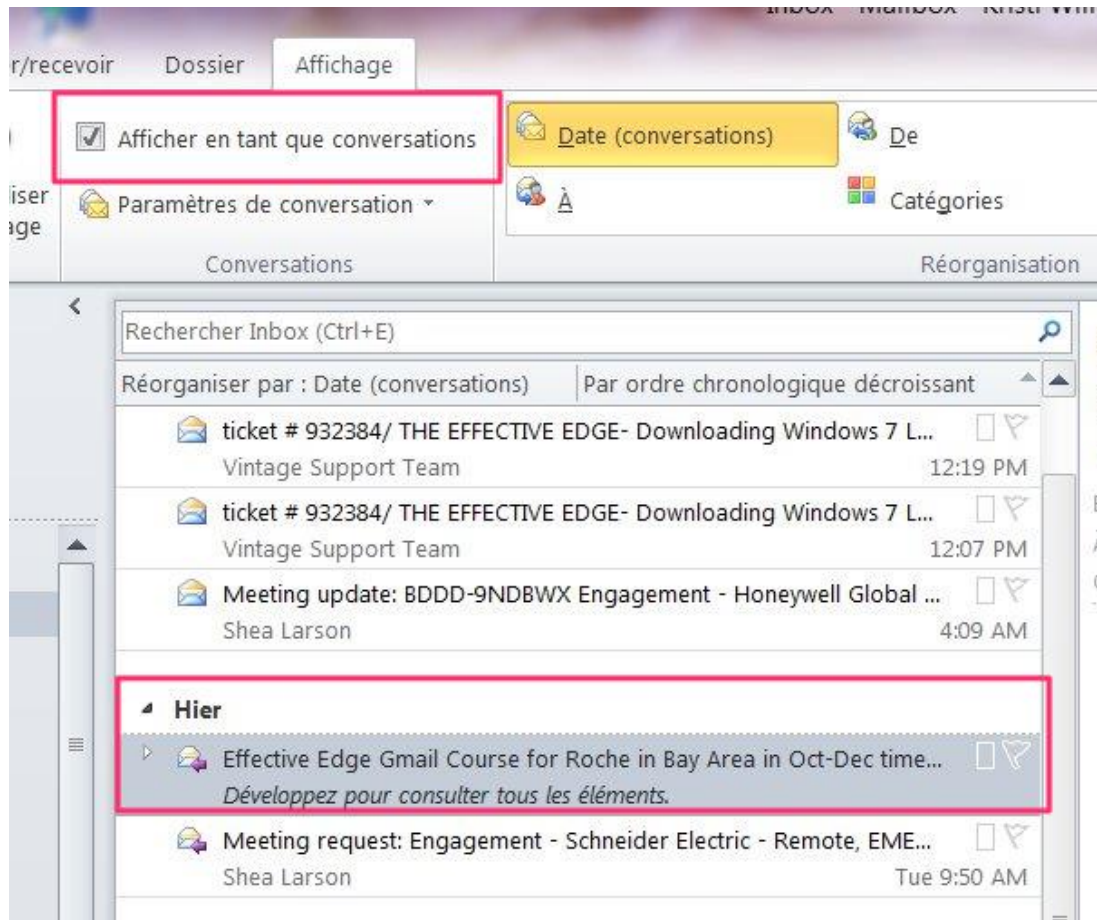 Inbox Mailbox Kristi
r/recevoir Dossier Affichage
Afficher en tant que conversations
Date (conversations) De
iser
Paramètres de conversation
À Catégories
age
Conversations Réorganisation
Rechercher Inbox (Ctrl+E)
Réorganiser par : Date (conversations) Par ordre chronologique décroissant
ticket # 932384/ THE EFFECTIVE EDGE- Downloading Windows 7 L...
Vintage Support Team 12:19 PM
ticket # 932384/ THE EFFECTIVE EDGE- Downloading Windows 7 L...
Vintage Support Team 12:07 PM
Meeting update: BDDD-9NDBWX Engagement - Honeywell Global ...
Shea Larson 4:09 AM
Hier
Effective Edge Gmail Course for Roche in Bay Area in Oct-Dec time...
Développez pour consulter tous les éléments.
Meeting request: Engagement - Schneider Electric - Remote, EME...
Shea Larson Tue 9:50 AM